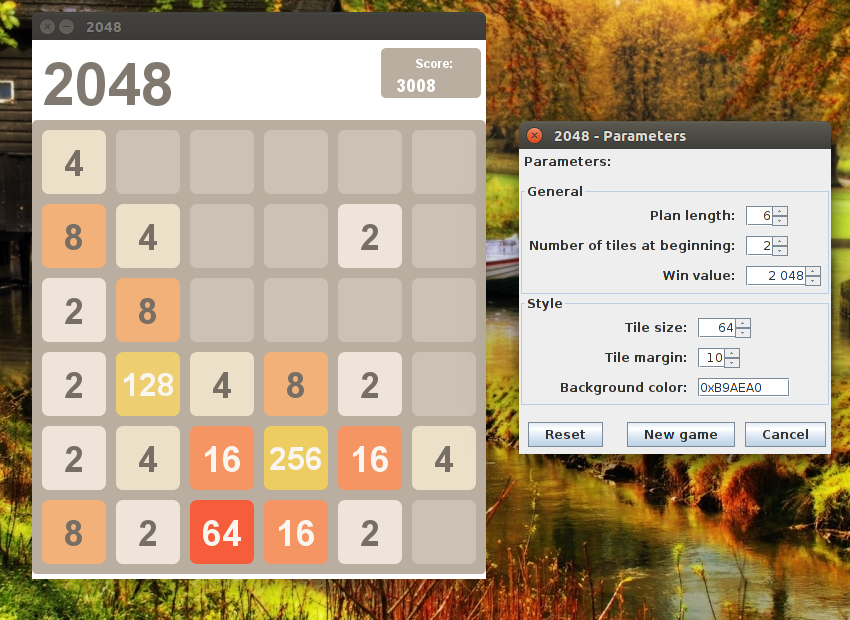 2048
2048
Score:
3008
4
8 4 2
2 8
2 128 4 8 2
2 4 16 256 16 4
8 2 64 16 2
2048 - Parameters
Parameters:
General
Plan length: 6
Number of tiles at beginning: 2
Win value: 2 048
Style
Tile size: 64
Tile margin: 10
Background color: 0xB9AEA0
Reset New game Cancel